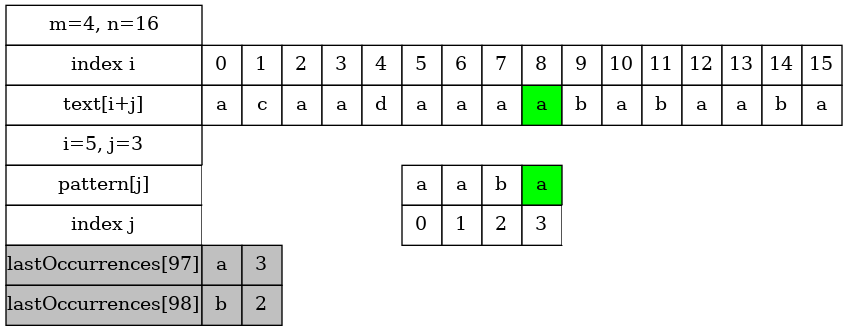 m=4, n=16
index i 0 1 2 3 4 5 6 7 8 9 10 11 12 13 14 15
text[i+j] a c a a d a a a a b a b a a b a
i=5, j=3
pattern[j] a a b a
index j 0 1 2 3
lastOccurrences[97] a 3
lastOccurrences[98] b 2